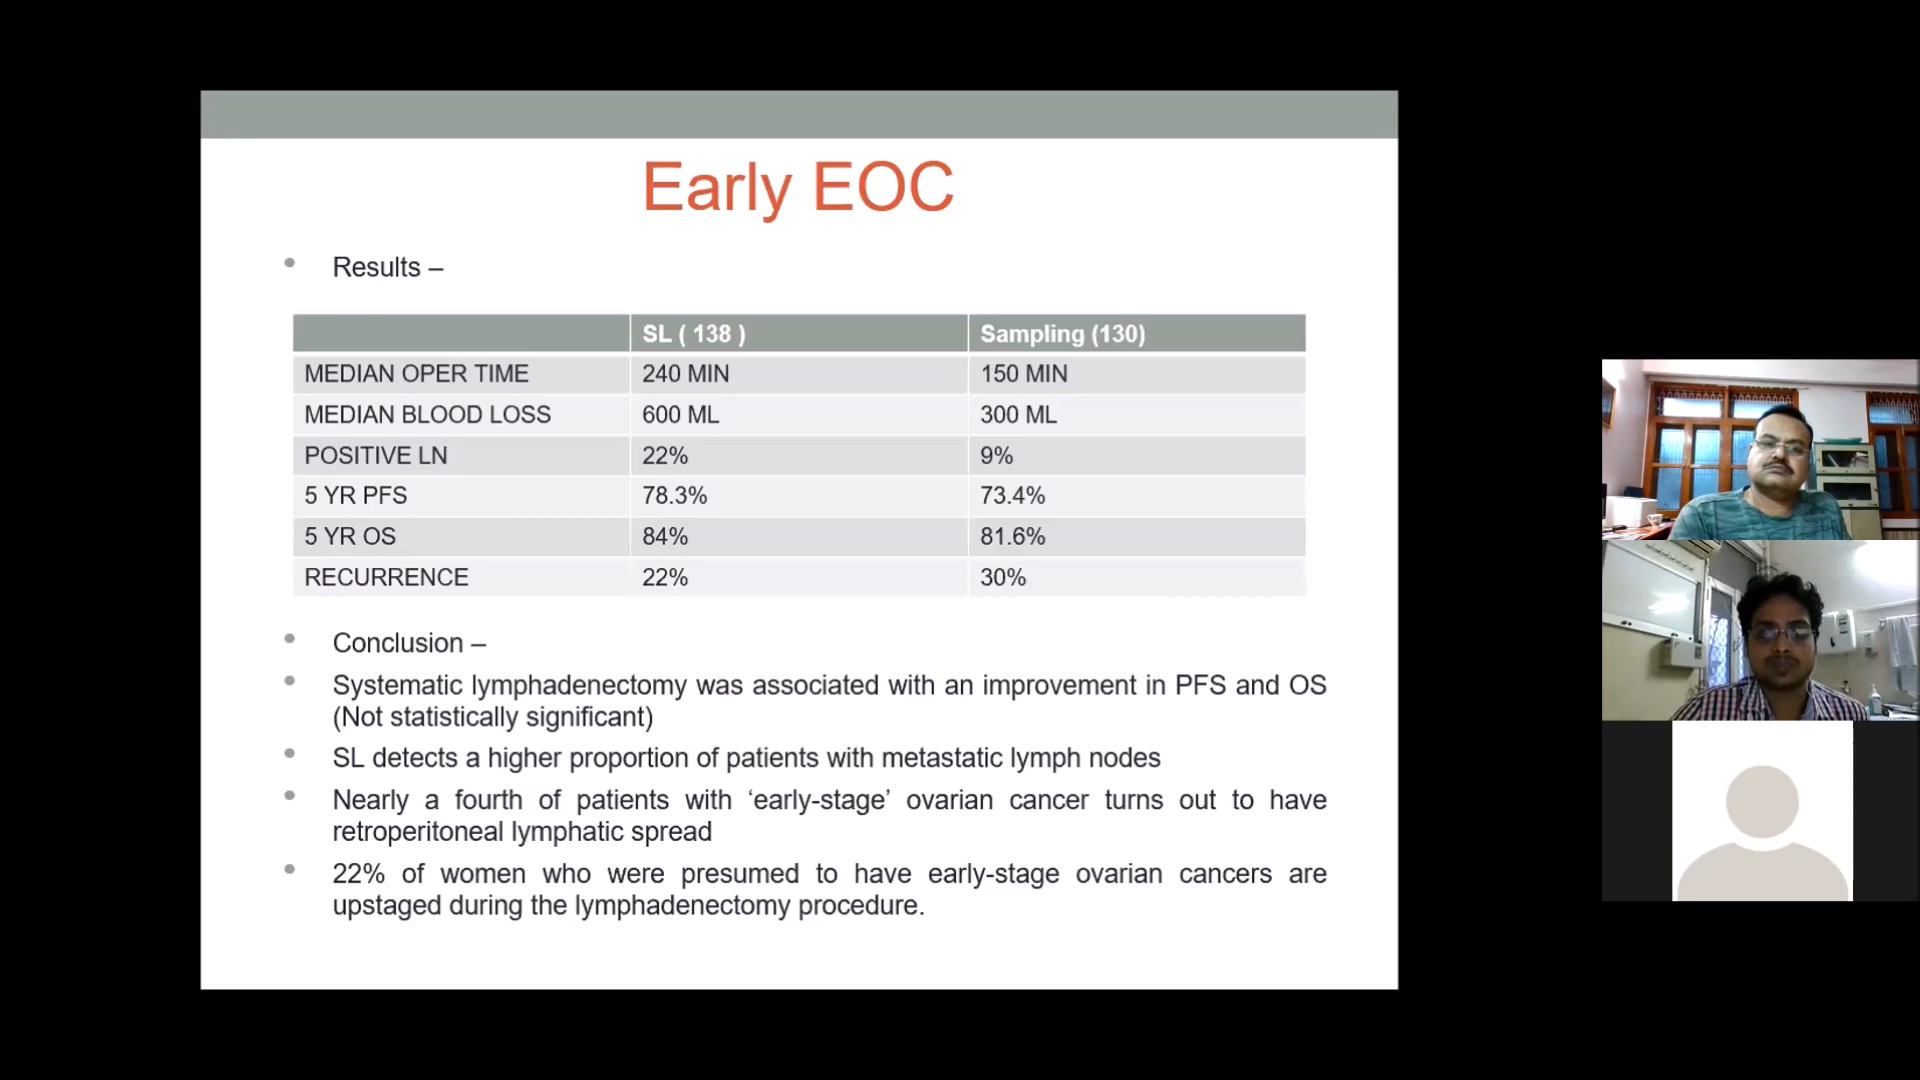 Early EOC
Results –
SL ( 138 ) Sampling (130)
MEDIAN OPER TIME 240 MIN 150 MIN
MEDIAN BLOOD LOSS 600 ML 300 ML
POSITIVE LN 22% 9%
5 YR PFS 78.3% 73.4%
5 YR OS 84% 81.6%
RECURRENCE 22% 30%
Conclusion –
Systematic lymphadenectomy was associated with an improvement in PFS and OS
(Not statistically significant)
SL detects a higher proportion of patients with metastatic lymph nodes
Nearly a fourth of patients with ‘early-stage’ ovarian cancer turns out to have
retroperitoneal lymphatic spread
22% of women who were presumed to have early-stage ovarian cancers are
upstaged during the lymphadenectomy procedure.